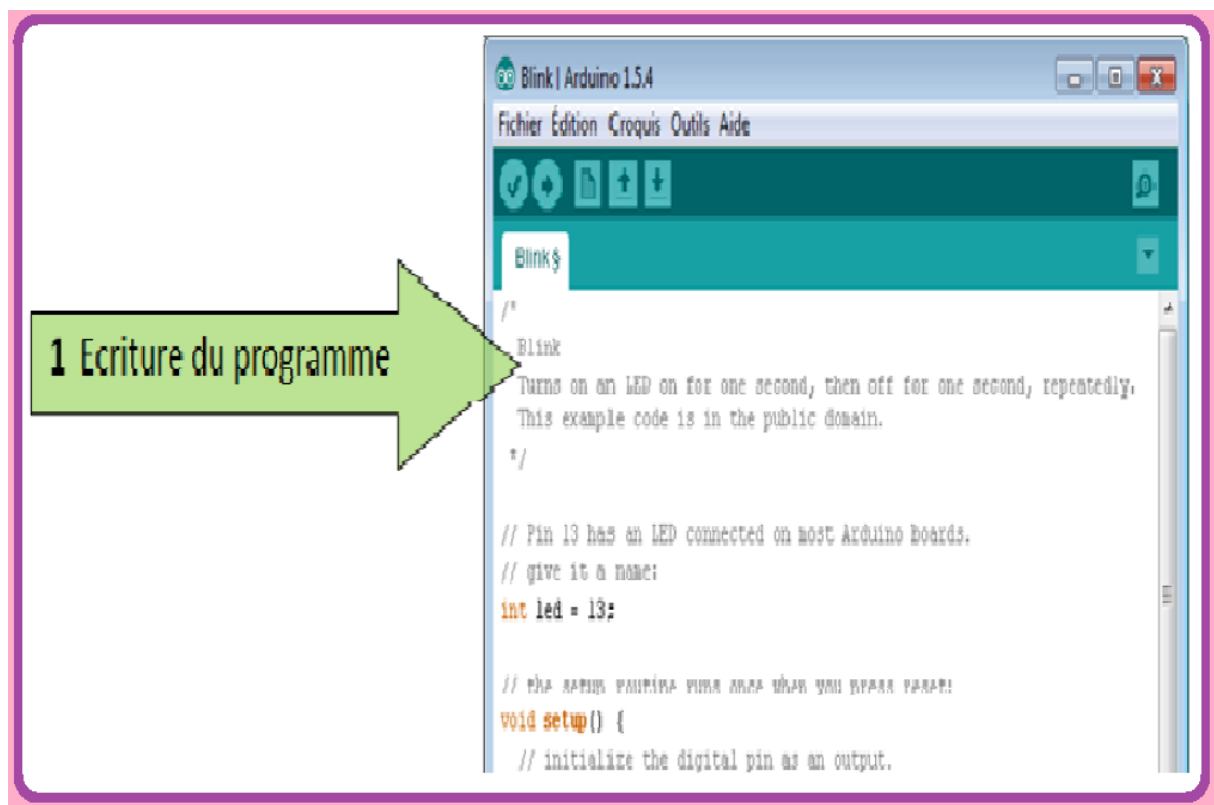 Blink | Arduino 1.5.4
Fichier Édition Croquis Outils Aide
Blink§
1 Ecriture du programme
/*
Blink
Turns on an LED on for one second, then off for one second, repeatedly.
This example code is in the public domain.
*/
// Pin 13 has an LED connected on most Arduino boards.
// give it a name:
int led = 13;
// the setup routine runs once when you press reset:
void setup() {
// initialize the digital pin as an output.